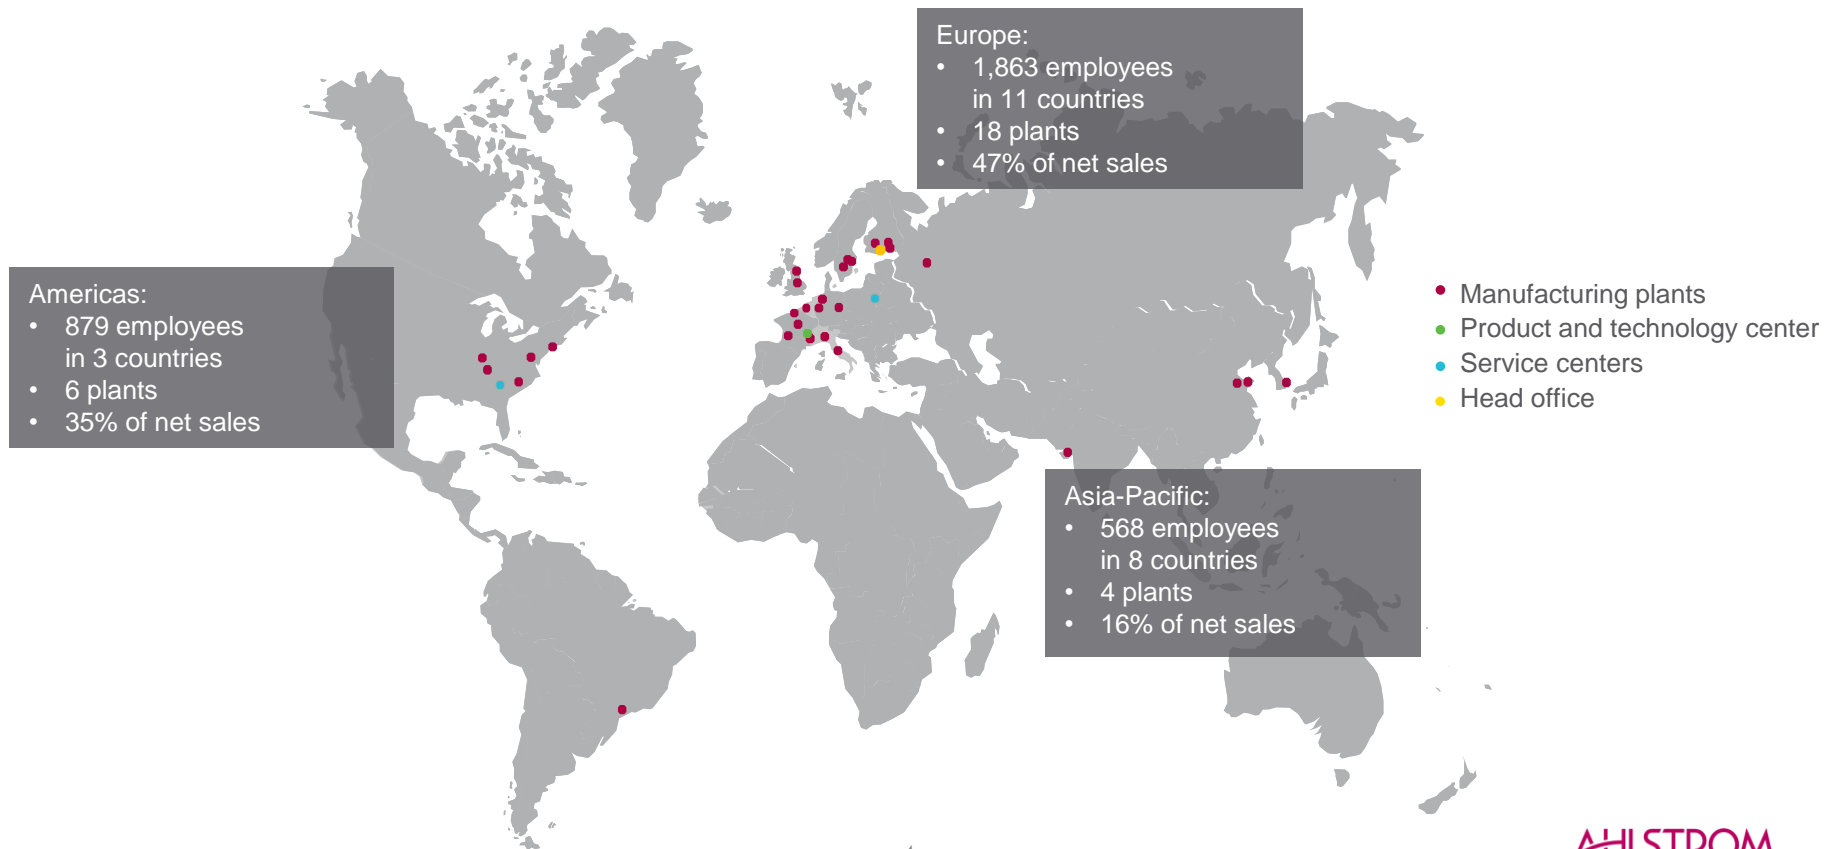 Europe:
• 1,863 employees
in 11 countries
• 18 plants
• 47% of net sales
Americas:
• 879 employees
in 3 countries
• 6 plants
• 35% of net sales
• Manufacturing plants
• Product and technology center
• Service centers
• Head office
Asia-Pacific:
• 568 employees
in 8 countries
• 4 plants
• 16% of net sales
AHLSTROM